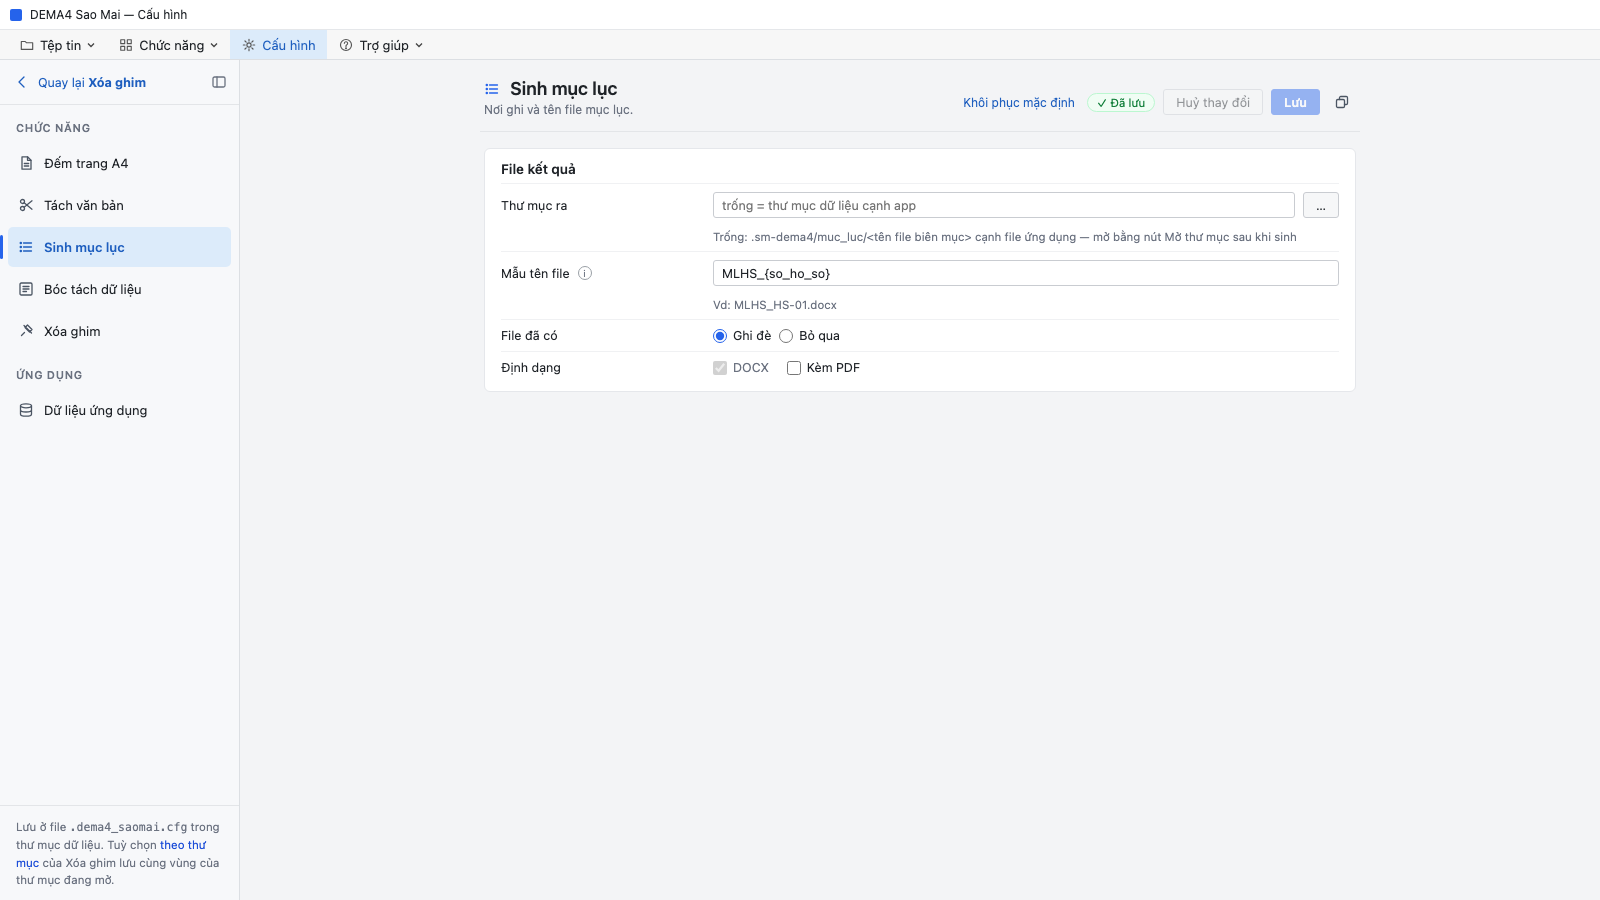 DEMA4 Sao Mai — Cấu hình
Tệp tin
Chức năng
Cấu hình
Trợ giúp
Quay lại Xóa ghim
CHỨC NĂNG
Đếm trang A4
Tách văn bản
Sinh mục lục
Bóc tách dữ liệu
Xóa ghim
ỨNG DỤNG
Dữ liệu ứng dụng
Lưu ở file .dema4_saomai.cfg trong
thư mục dữ liệu. Tuỳ chọn theo thư
mục của Xóa ghim lưu cùng vùng của
thư mục đang mở.
Sinh mục lục
Nơi ghi và tên file mục lục.
Khôi phục mặc định
Đã lưu
Huỷ thay đổi
Lưu
File kết quả
Thư mục ra
trống = thư mục dữ liệu cạnh app
...
Trống: .sm-dema4/muc_luc/<tên file biên mục> cạnh file ứng dụng — mở bằng nút Mở thư mục sau khi sinh
Mẫu tên file
MLHS_{so_ho_so}
Vd: MLHS_HS-01.docx
File đã có
Ghi đè
Bỏ qua
Định dạng
DOCX
Kèm PDF